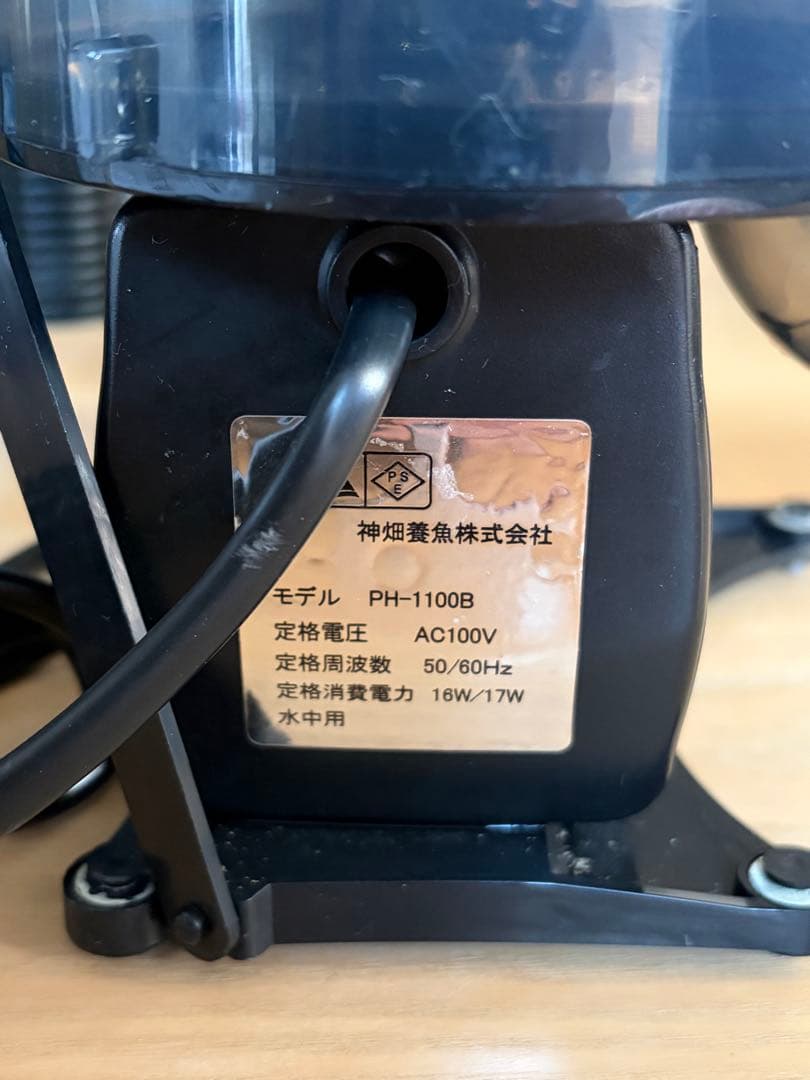 PS
E
神畑養魚株式会社
モデル PH-1100B
定格電圧 AC100V
定格周波数 50/60Hz
定格消費電力 16W/17W
水中用